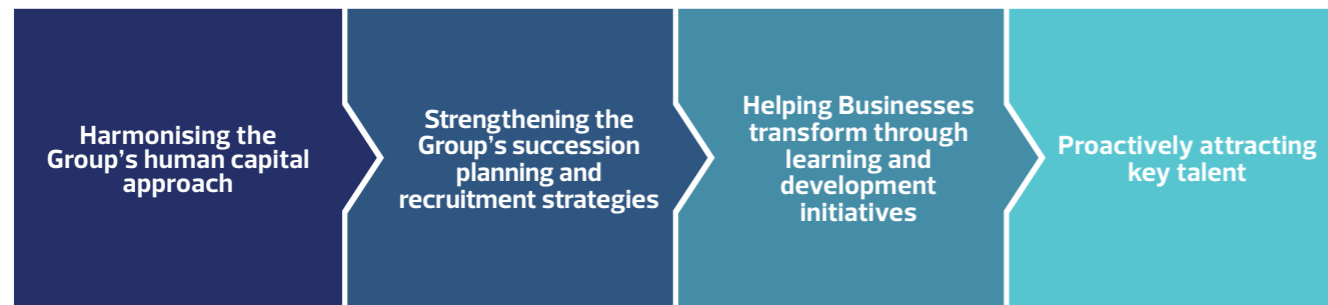 Harmonising the
Group's human capital
approach
Strengthening the
Group's succession
planning and
recruitment strategies
Helping Businesses
transform through
learning and
development
initiatives
Proactively attracting
key talent